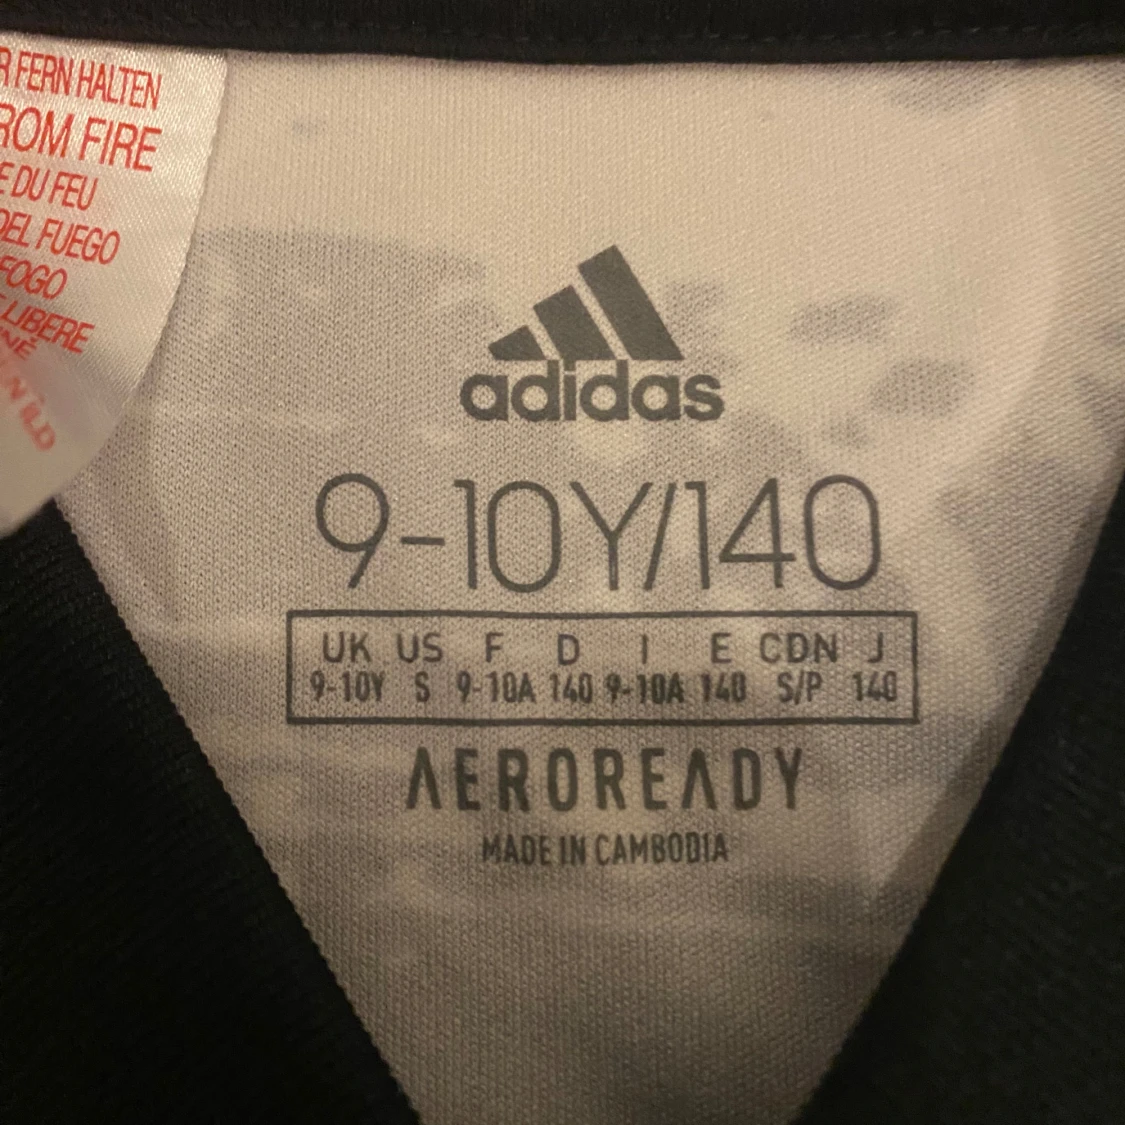 FERN HALTEN
FIRE
DU FEU
DEL FUEGO
FOGO
LIBERE
adidas
9-10Y/140
UK US F D I E CDN J
9-10Y S 9-10A 140 9-10A 140 S/P 140
AEROREADY
MADE IN CAMBODIA